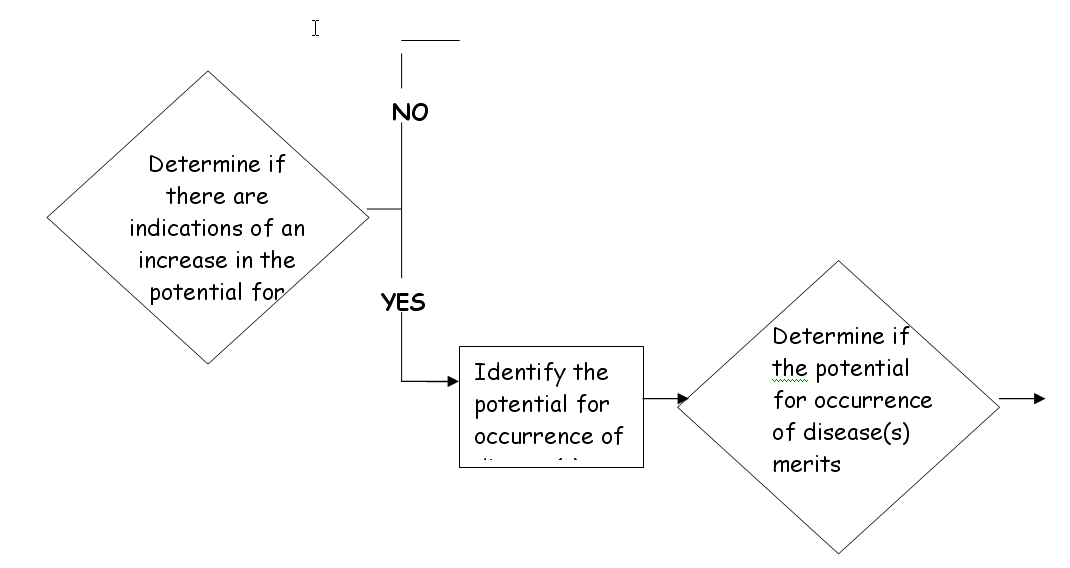 NO
Determine if
there are
indications of an
increase in the
potential for
YES
Identify the
potential for
occurrence of
Determine if
the potential
for occurrence
of disease(s)
merits